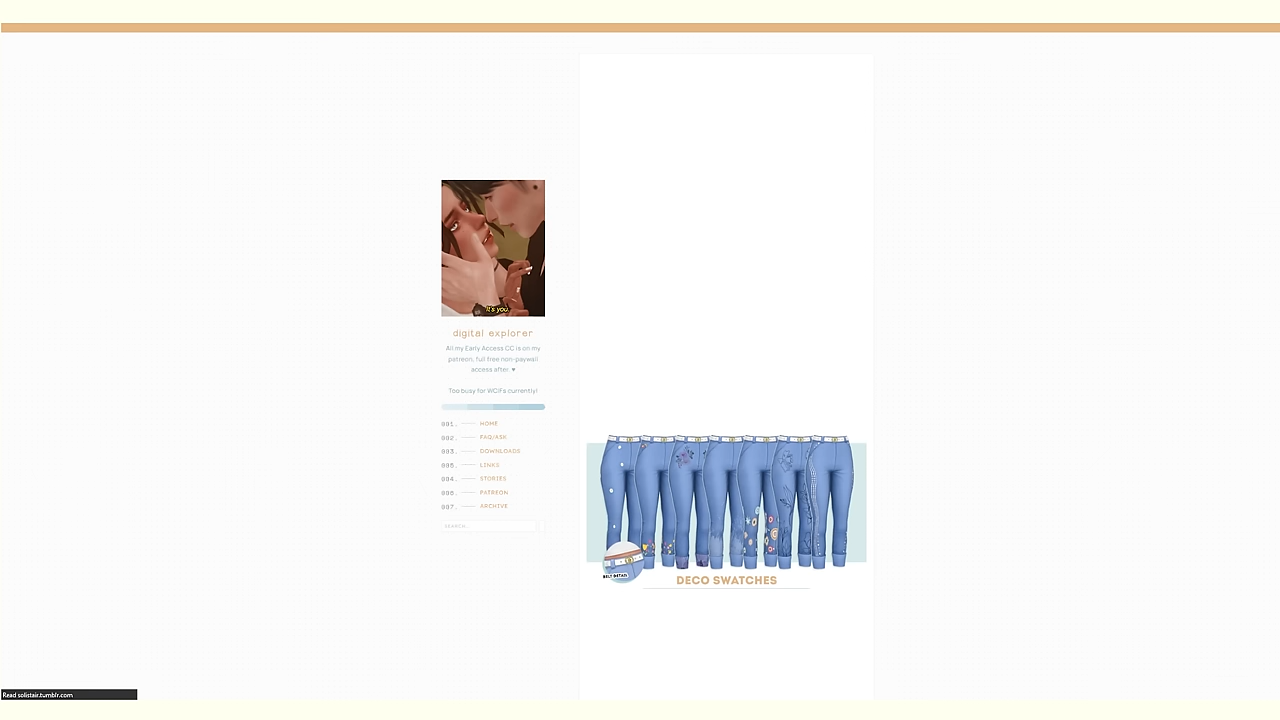 It's you.
digital explorer
All my Early Access CC is on my
patreon, full free non-paywall
access after. ♥
Too busy for WCIFs currently!
001. HOME
002. FAQ/ASK
003. DOWNLOADS
005. LINKS
004. STORIES
006. PATREON
007. ARCHIVE
SEARCH...
BELT DETAIL
DECO SWATCHES
Read solistair.tumblr.com